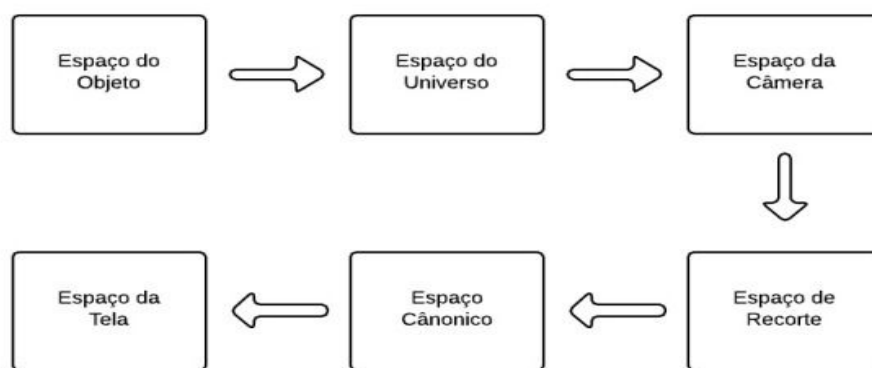 Espaço do
Objeto
Espaço do
Universo
Espaço da
Câmera
Espaço de
Recorte
Espaço
Cânonico
Espaço da
Tela